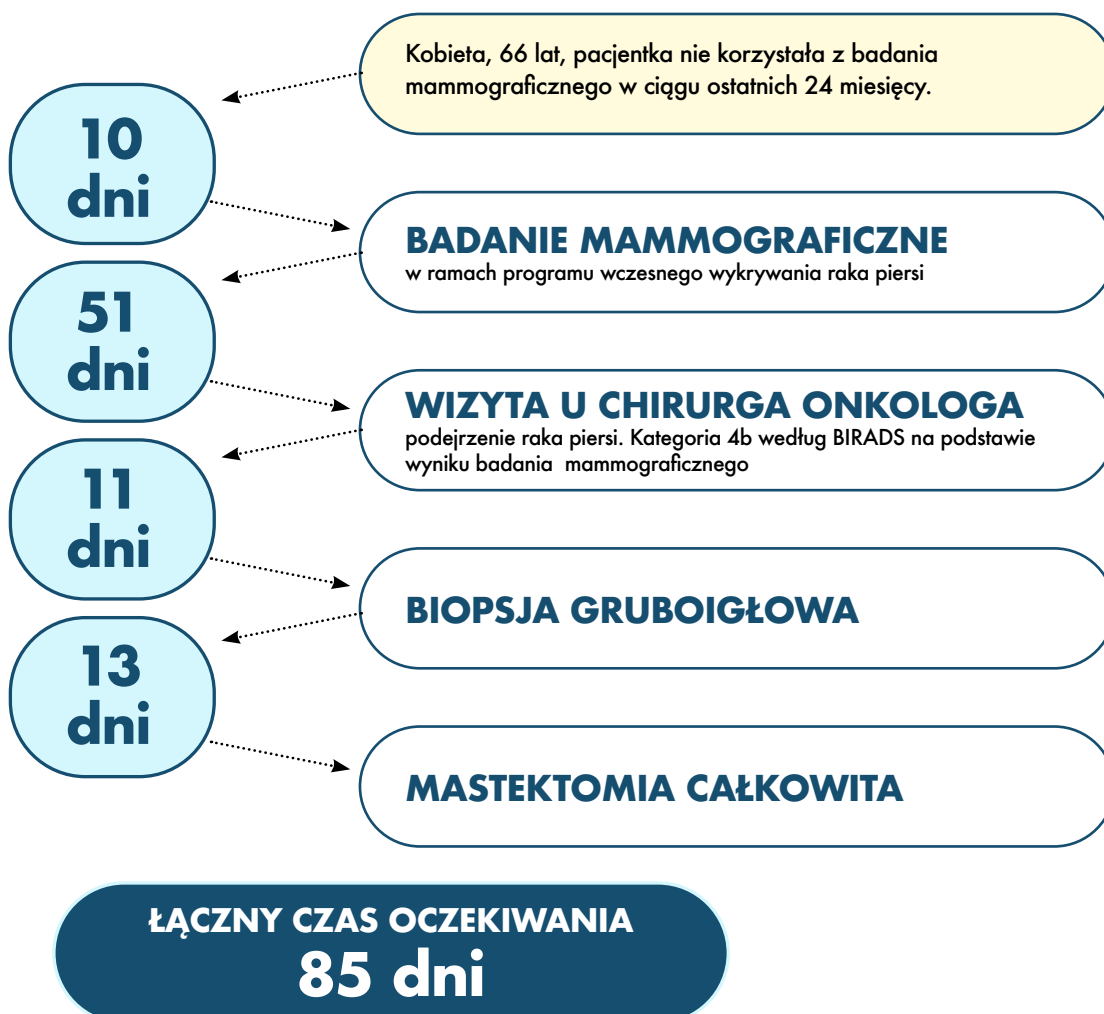 Kobieta, 66 lat, pacjentka nie korzystała z badania
mammograficznego w ciągu ostatnich 24 miesięcy.
10
dni
BADANIE MAMMOGRAFICZNE
w ramach programu wczesnego wykrywania raka piersi
51
dni
WIZYTA U CHIRURGA ONKOLOGA
podejrzenie raka piersi. Kategoria 4b według BIRADS na podstawie
wyniku badania mammograficznego
11
dni
BIOPSJA GRUBOIGŁOWA
13
dni
MASTEKTOMIA CAŁKOWITA
ŁĄCZNY CZAS OCZEKIWANIA
85 dni